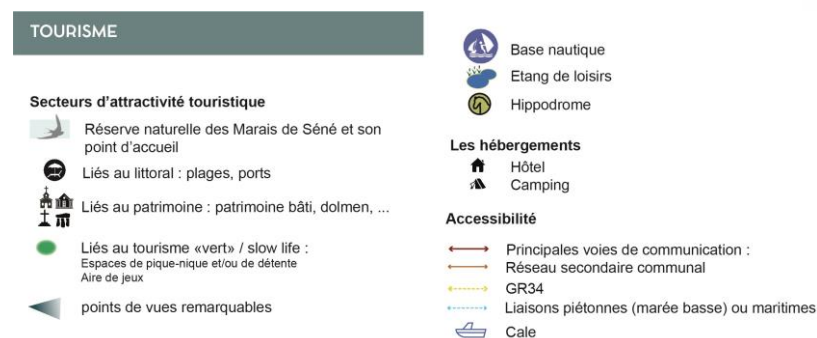 TOURISME
Secteurs d’attractivité touristique
Réserve naturelle des Marais de Séné et son
point d’accueil
Liés au littoral : plages, ports
Liés au patrimoine : patrimoine bâti, dolmen, ...
Liés au tourisme «vert» / slow life :
Espaces de pique-nique et/ou de détente
Aire de jeux
points de vues remarquables
Base nautique
Etang de loisirs
Hippodrome
Les hébergements
Hôtel
Camping
Accessibilité
Principales voies de communication :
Réseau secondaire communal
GR34
Liaisons piétonnes (marée basse) ou maritimes
Cale